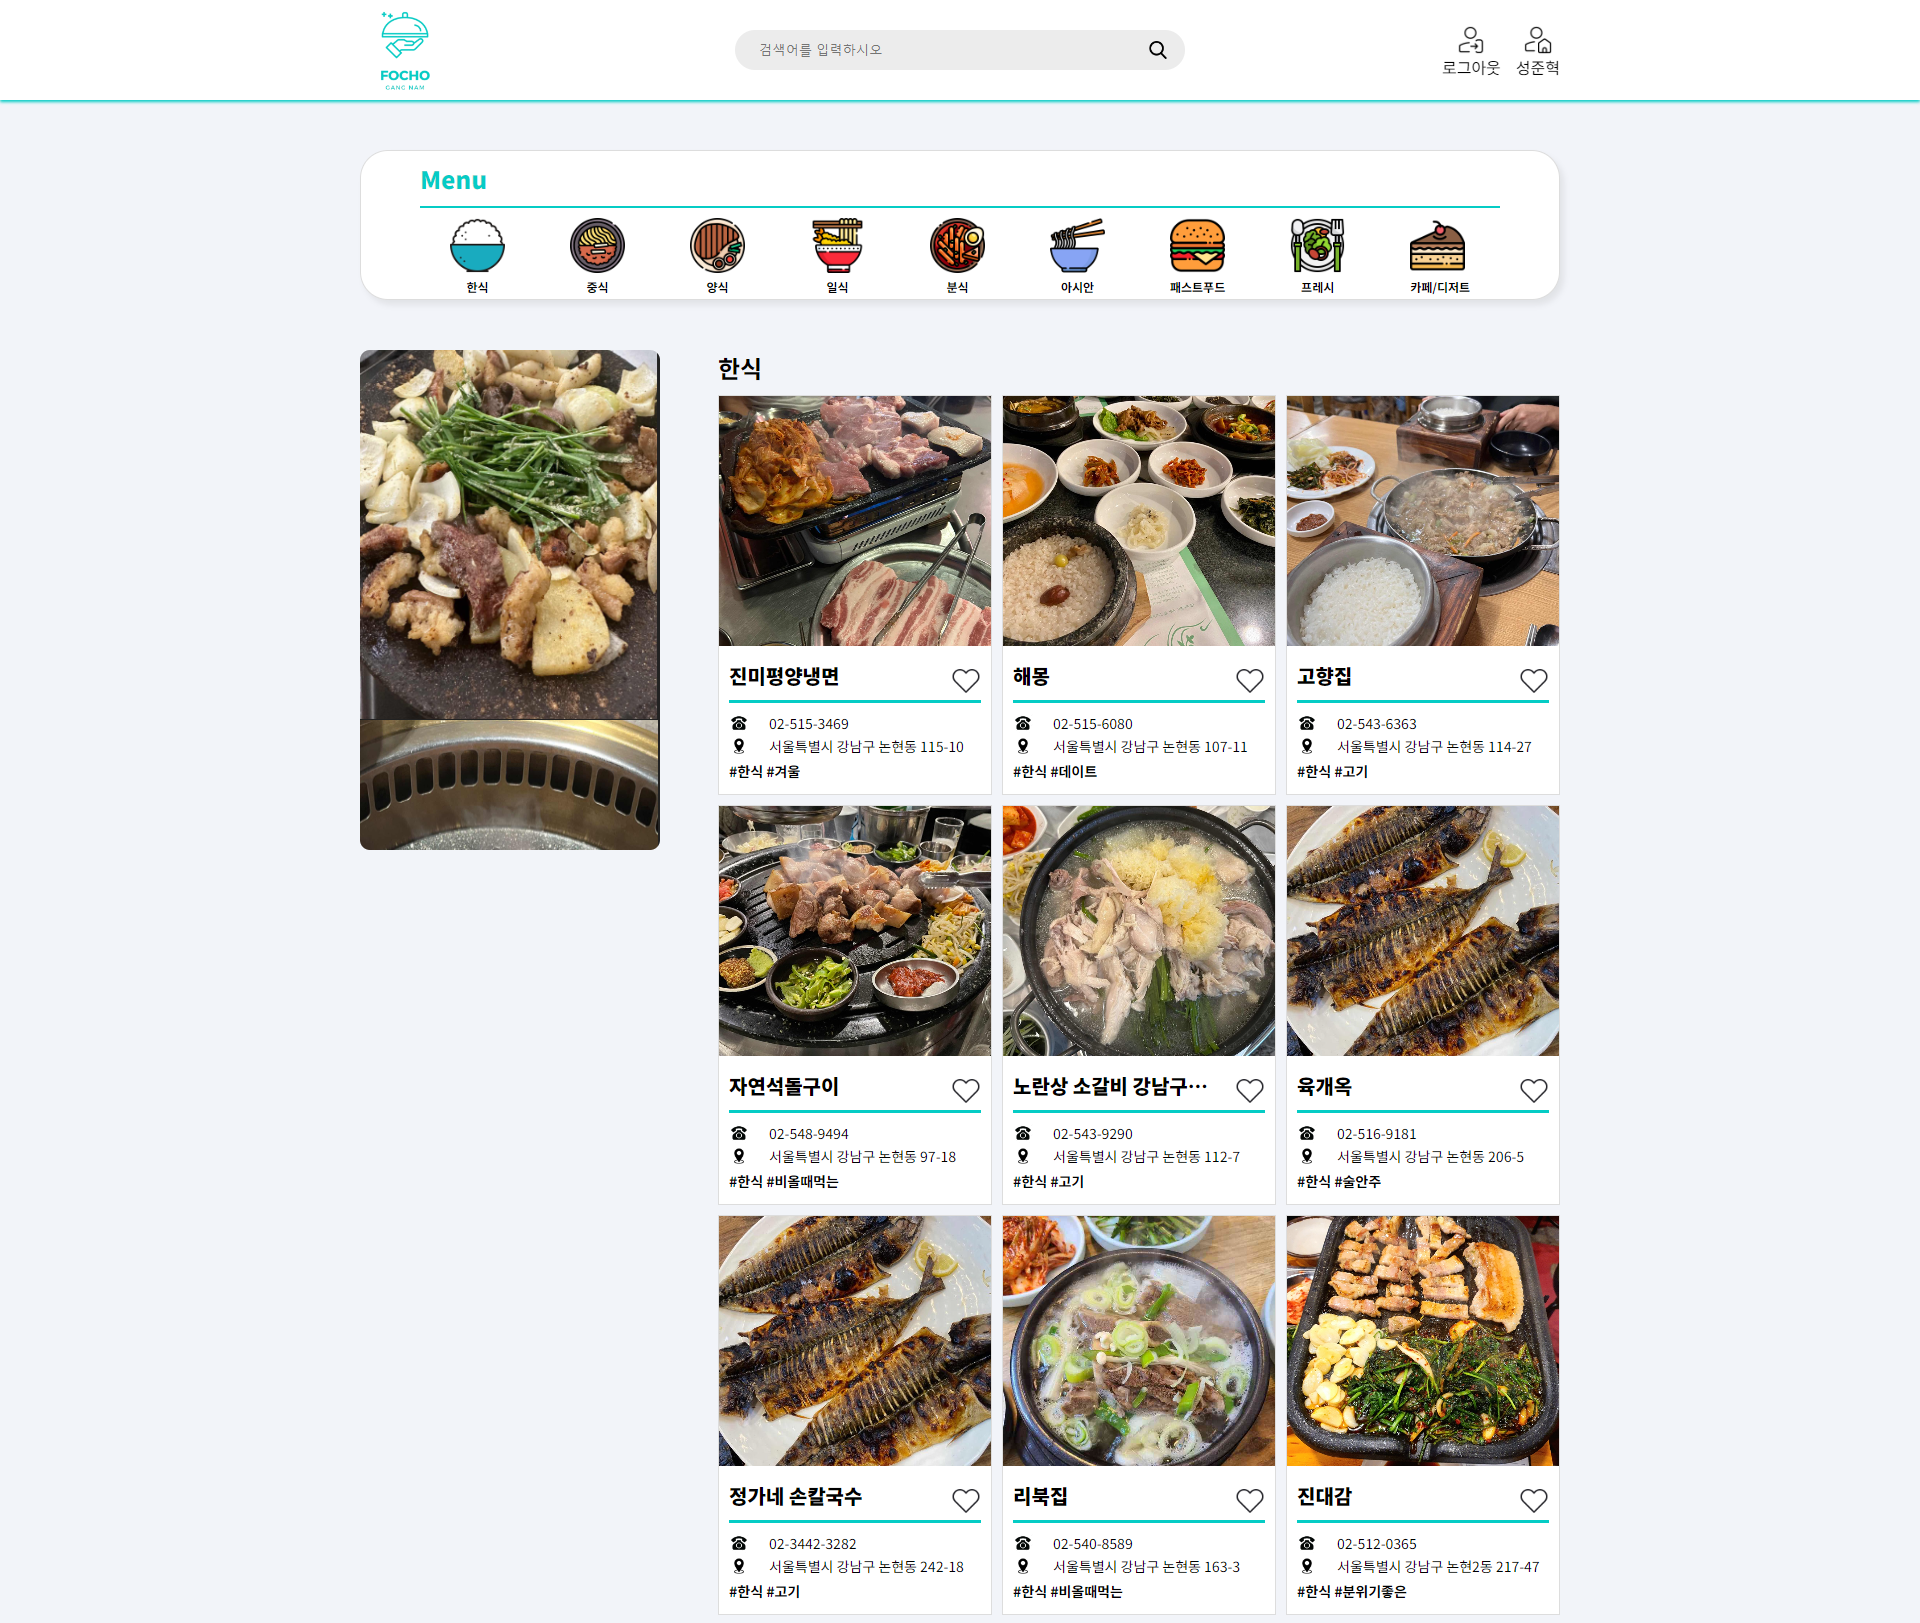 FOCHO
GANG NAM
검색어를 입력하시오
로그아웃 성준혁
Menu
한식 중식 양식 일식 분식 아시안 패스트푸드 프레시 카페/디저트
한식
진미평양냉면
02-515-3469
서울특별시 강남구 논현동 115-10
#한식 #겨울
해몽
02-515-6080
서울특별시 강남구 논현동 107-11
#한식 #데이트
고향집
02-543-6363
서울특별시 강남구 논현동 114-27
#한식 #고기
자연석돌구이
02-548-9494
서울특별시 강남구 논현동 97-18
#한식 #비올때먹는
노란상 소갈비 강남구…
02-543-9290
서울특별시 강남구 논현동 112-7
#한식 #고기
육개옥
02-516-9181
서울특별시 강남구 논현동 206-5
#한식 #술안주
정가네 손칼국수
02-3442-3282
서울특별시 강남구 논현동 242-18
#한식 #고기
리북집
02-540-8589
서울특별시 강남구 논현동 163-3
#한식 #비올때먹는
진대감
02-512-0365
서울특별시 강남구 논현2동 217-47
#한식 #분위기좋은